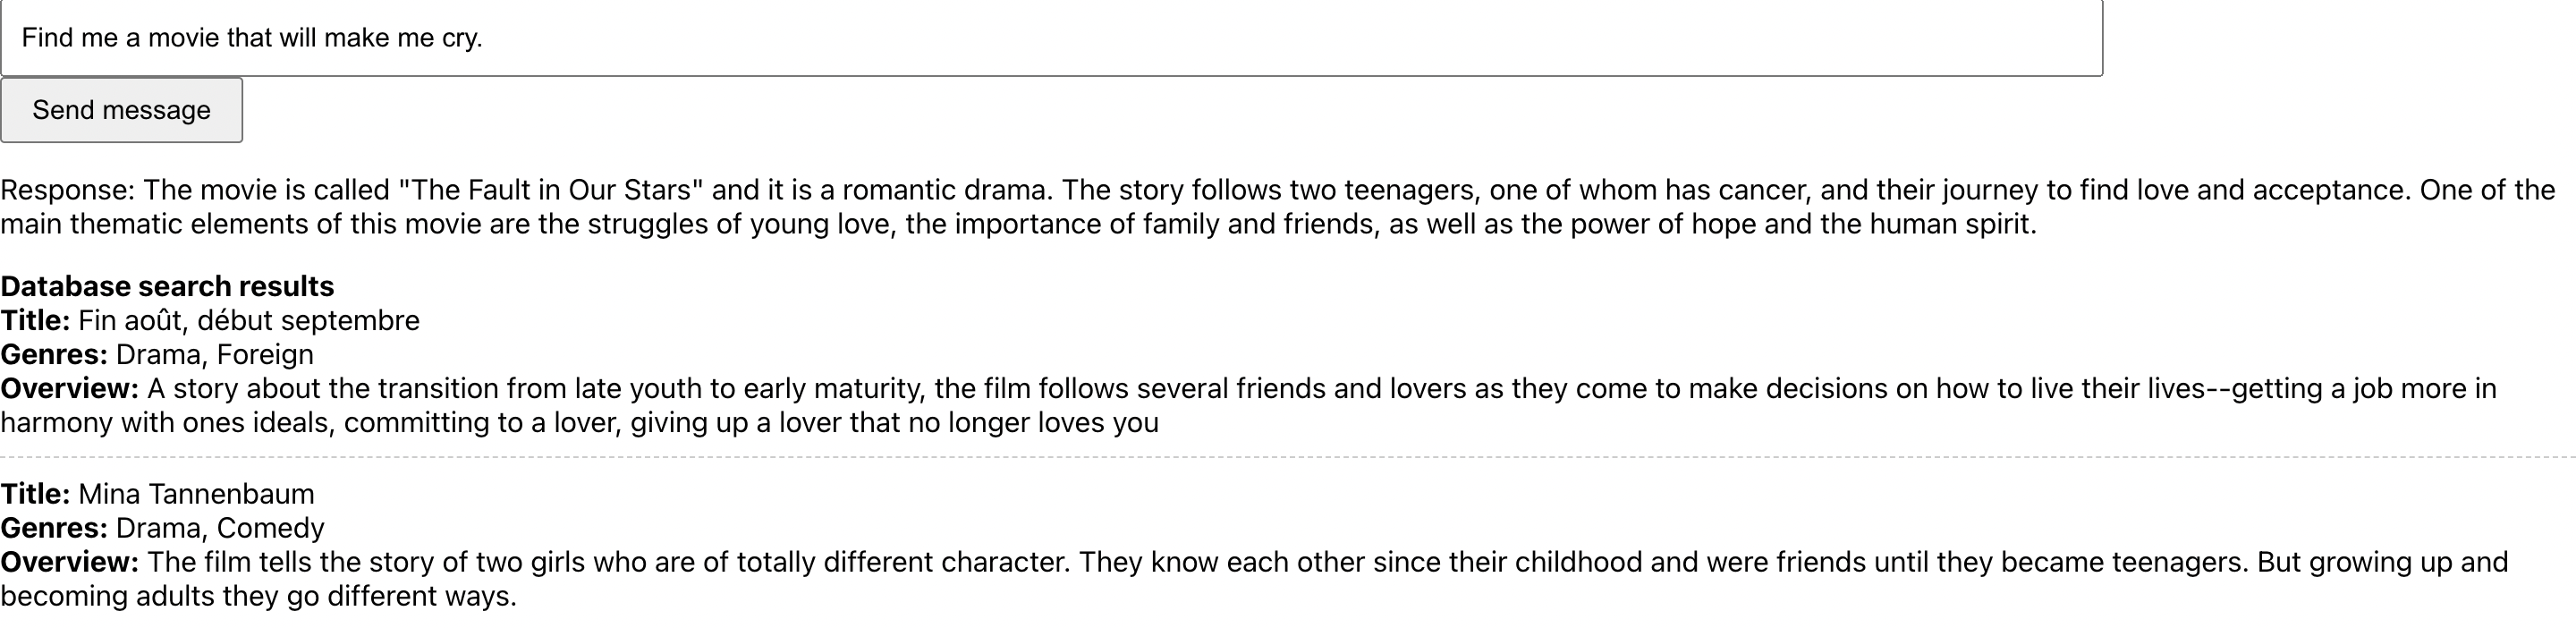 Find me a movie that will make me cry.
Send message
Response: The movie is called "The Fault in Our Stars" and it is a romantic drama. The story follows two teenagers, one of whom has cancer, and their journey to find love and acceptance. One of the
main thematic elements of this movie are the struggles of young love, the importance of family and friends, as well as the power of hope and the human spirit.
Database search results
Title: Fin août, début septembre
Genres: Drama, Foreign
Overview: A story about the transition from late youth to early maturity, the film follows several friends and lovers as they come to make decisions on how to live their lives--getting a job more in
harmony with ones ideals, committing to a lover, giving up a lover that no longer loves you
Title: Mina Tannenbaum
Genres: Drama, Comedy
Overview: The film tells the story of two girls who are of totally different character. They know each other since their childhood and were friends until they became teenagers. But growing up and
becoming adults they go different ways.